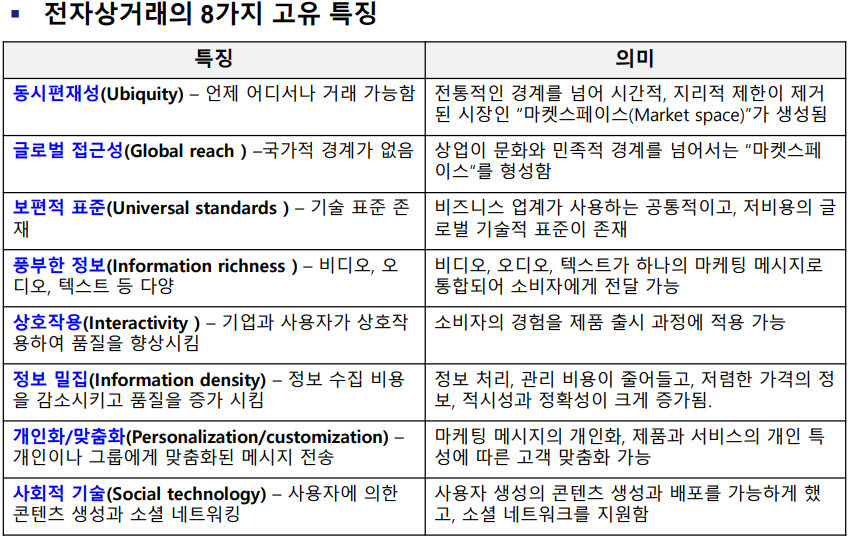 ▪ 전자상거래의 8가지 고유 특징
특징
의미
동시편재성(Ubiquity) – 언제 어디서나 거래 가능함
전통적인 경계를 넘어 시간적, 지리적 제한이 제거
된 시장인 “마켓스페이스(Market space)”가 생성됨
글로벌 접근성(Global reach ) –국가적 경계가 없음
상업이 문화와 민족적 경계를 넘어서는 “마켓스페
이스”를 형성함
보편적 표준(Universal standards ) – 기술 표준 존
재
비즈니스 업계가 사용하는 공통적이고, 저비용의 글
로벌 기술적 표준이 존재
풍부한 정보(Information richness ) – 비디오, 오
디오, 텍스트 등 다양
비디오, 오디오, 텍스트가 하나의 마케팅 메시지로
통합되어 소비자에게 전달 가능
상호작용(Interactivity ) – 기업과 사용자가 상호작
용하여 품질을 향상시킴
소비자의 경험을 제품 출시 과정에 적용 가능
정보 밀집(Information density) – 정보 수집 비용
을 감소시키고 품질을 증가 시킴
정보 처리, 관리 비용이 줄어들고, 저렴한 가격의 정
보, 적시성과 정확성이 크게 증가됨.
개인화/맞춤화(Personalization/customization) –
개인이나 그룹에게 맞춤화된 메시지 전송
마케팅 메시지의 개인화, 제품과 서비스의 개인 특
성에 따른 고객 맞춤화 가능
사회적 기술(Social technology) – 사용자에 의한
콘텐츠 생성과 소셜 네트워킹
사용자 생성의 콘텐츠 생성과 배포를 가능하게 했
고, 소셜 네트워크를 지원함